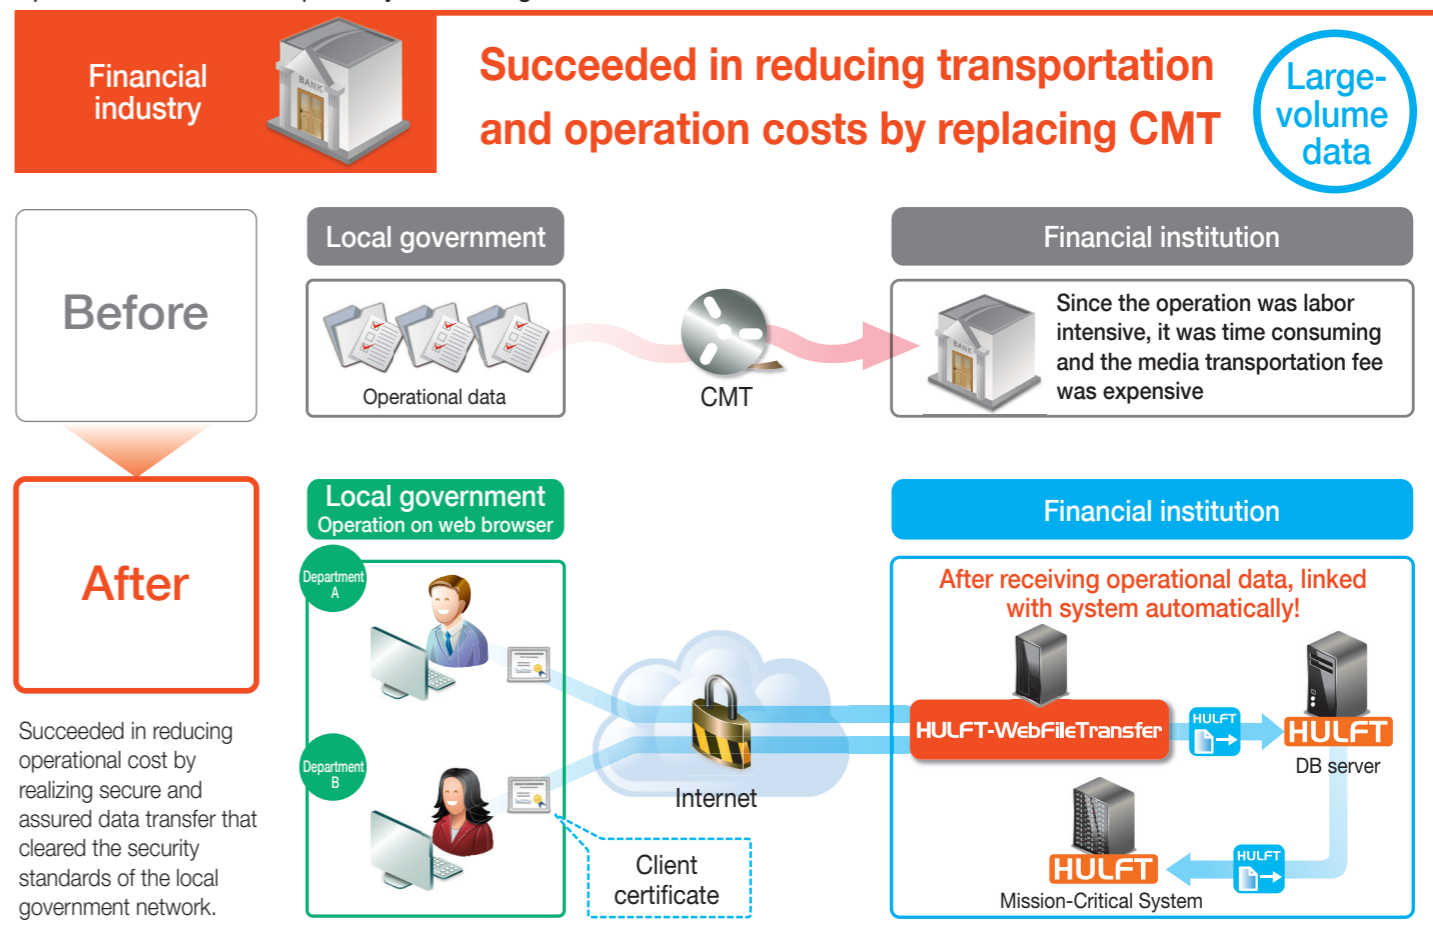 Financial
industry
BANK
Succeeded in reducing transportation
and operation costs by replacing CMT
Large-
volume
data
Before
Local government
Operational data
CMT
Financial institution
BANK
Since the operation was labor
intensive, it was time consuming
and the media transportation fee
was expensive
After
Succeeded in reducing
operational cost by
realizing secure and
assured data transfer that
cleared the security
standards of the local
government network.
Local government
Operation on web browser
Department
A
Department
B
Client
certificate
Internet
Financial institution
After receiving operational data, linked
with system automatically!
HULFT-WebFileTransfer
HULFT
HULFT
DB server
HULFT
HULFT
Mission-Critical System